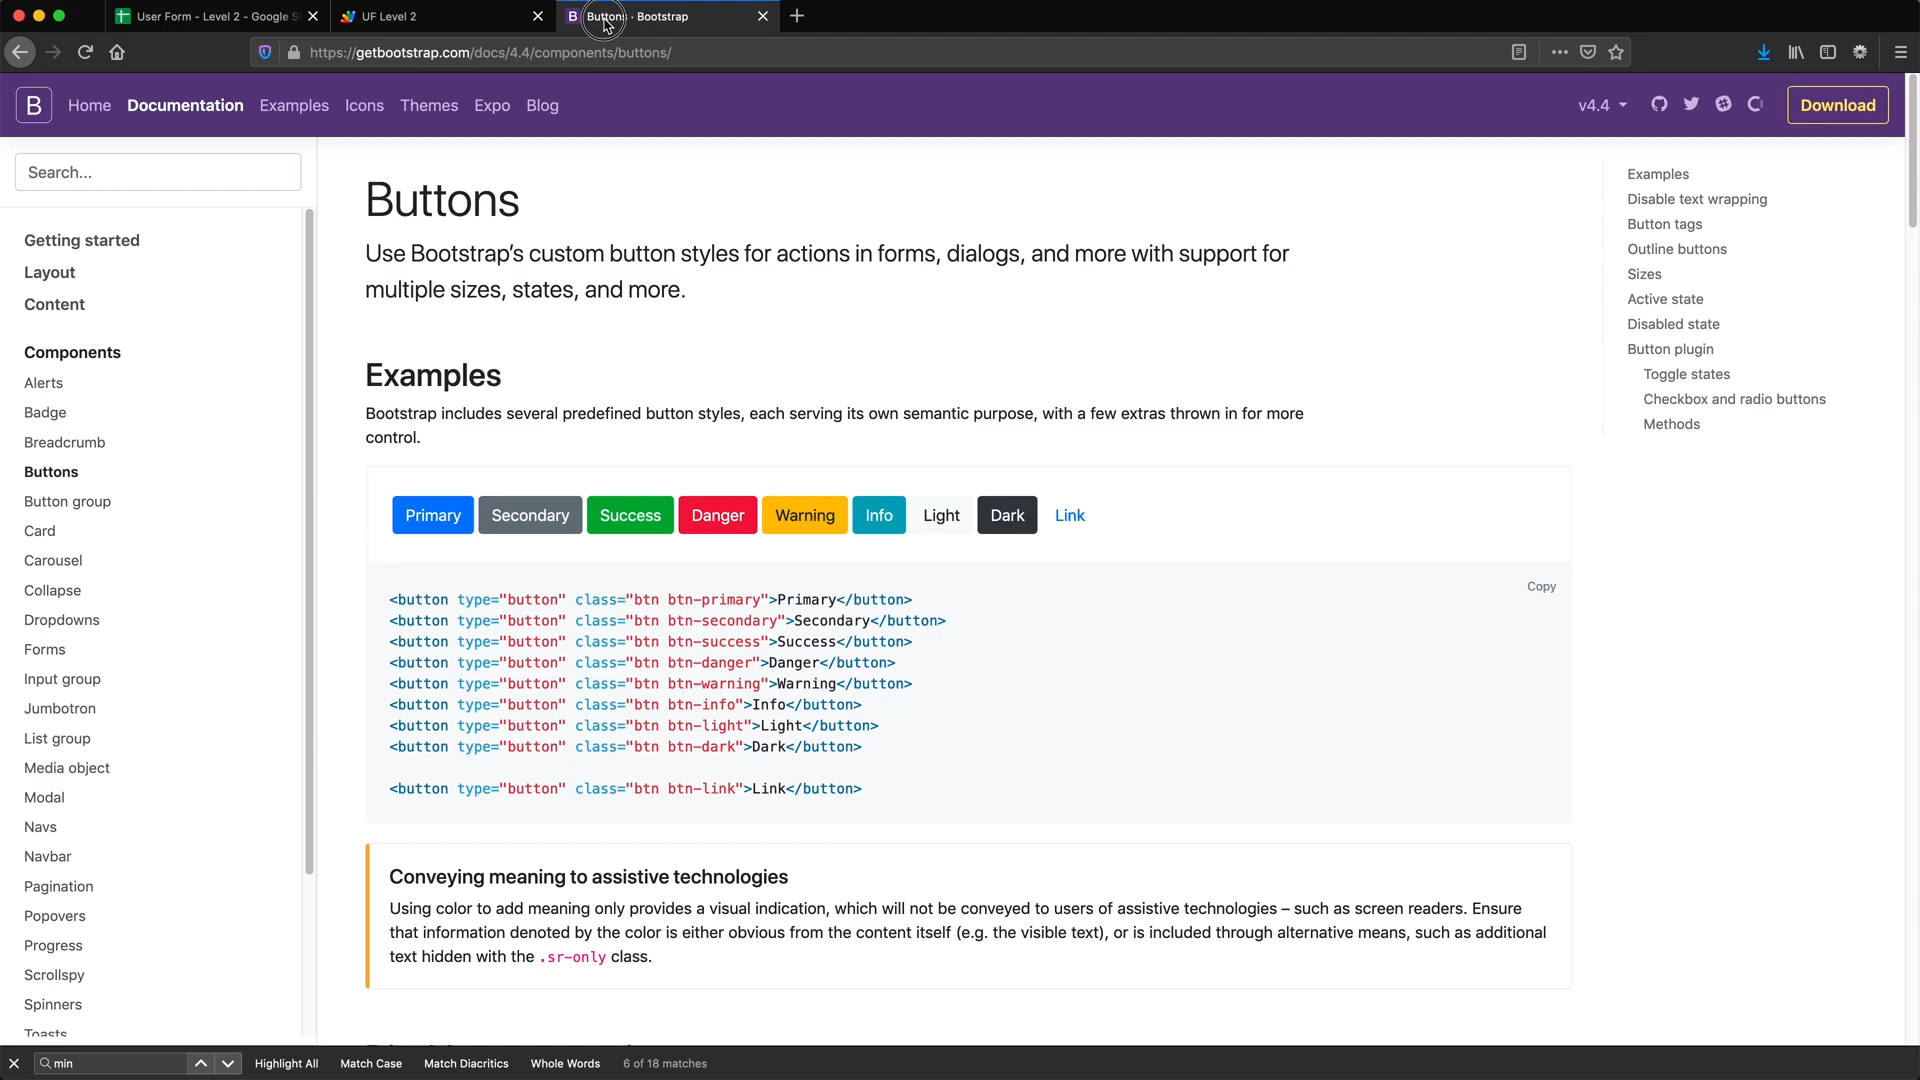 User Form - Level 2 - Google S
UF Level 2
B Buttons · Bootstrap
https://getbootstrap.com/docs/4.4/components/buttons/
B Home Documentation Examples Icons Themes Expo Blog v4.4 Download
Search...
Getting started
Layout
Content
Components
Alerts
Badge
Breadcrumb
Buttons
Button group
Card
Carousel
Collapse
Dropdowns
Forms
Input group
Jumbotron
List group
Media object
Modal
Navs
Navbar
Pagination
Popovers
Progress
Scrollspy
Spinners
Toasts
Buttons
Use Bootstrap's custom button styles for actions in forms, dialogs, and more with support for
multiple sizes, states, and more.
Examples
Bootstrap includes several predefined button styles, each serving its own semantic purpose, with a few extras thrown in for more
control.
Primary Secondary Success Danger Warning Info Light Dark Link
Copy
<button type="button" class="btn btn-primary">Primary</button>
<button type="button" class="btn btn-secondary">Secondary</button>
<button type="button" class="btn btn-success">Success</button>
<button type="button" class="btn btn-danger">Danger</button>
<button type="button" class="btn btn-warning">Warning</button>
<button type="button" class="btn btn-info">Info</button>
<button type="button" class="btn btn-light">Light</button>
<button type="button" class="btn btn-dark">Dark</button>
<button type="button" class="btn btn-link">Link</button>
Conveying meaning to assistive technologies
Using color to add meaning only provides a visual indication, which will not be conveyed to users of assistive technologies – such as screen readers. Ensure
that information denoted by the color is either obvious from the content itself (e.g. the visible text), or is included through alternative means, such as additional
text hidden with the .sr-only class.
Examples
Disable text wrapping
Button tags
Outline buttons
Sizes
Active state
Disabled state
Button plugin
Toggle states
Checkbox and radio buttons
Methods
min Highlight All Match Case Match Diacritics Whole Words 6 of 18 matches